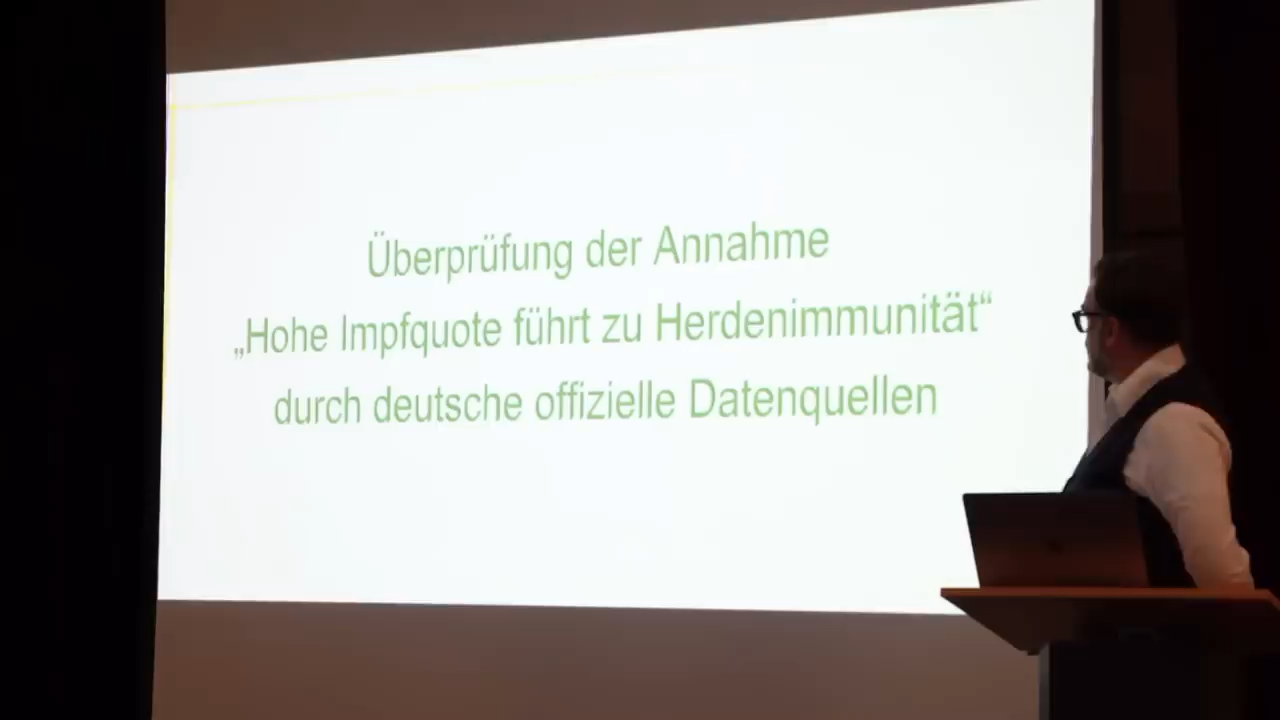 Überprüfung der Annahme
„Hohe Impfquote führt zu Herdenimmunität“
durch deutsche offizielle Datenquellen